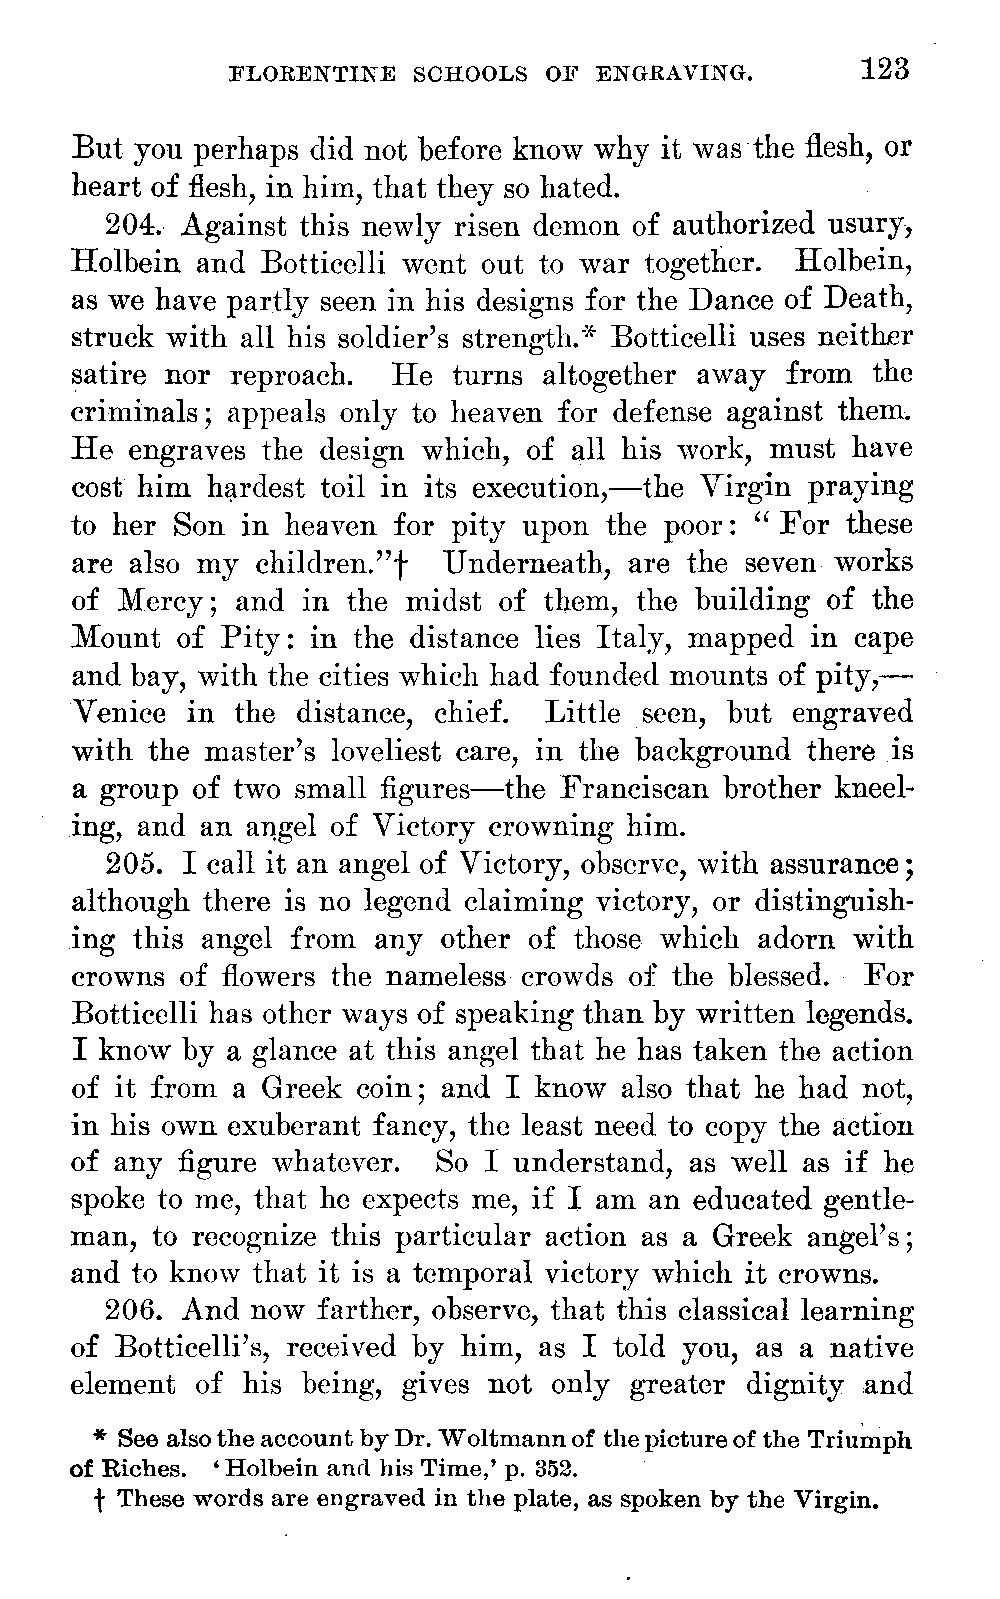 FLORENTINE SCHOOLS OF ENGRAVING. 123
But you perhaps did not before know why it was the flesh, or
heart of flesh, in him, that they so hated.
204. Against this newly risen demon of authorized usury,
Holbein and Botticelli went out to war together. Holbein,
as we have partly seen in his designs for the Dance of Death,
struck with all his soldier's strength.* Botticelli uses neither
satire nor reproach. He turns altogether away from the
criminals; appeals only to heaven for defense against them.
He engraves the design which, of all his work, must have
cost him hardest toil in its execution,—the Virgin praying
to her Son in heaven for pity upon the poor: "For these
are also my children."† Underneath, are the seven works
of Mercy; and in the midst of them, the building of the
Mount of Pity: in the distance lies Italy, mapped in cape
and bay, with the cities which had founded mounts of pity,—
Venice in the distance, chief. Little seen, but engraved
with the master's loveliest care, in the background there is
a group of two small figures—the Franciscan brother kneel-
ing, and an angel of Victory crowning him.
205. I call it an angel of Victory, observe, with assurance;
although there is no legend claiming victory, or distinguish-
ing this angel from any other of those which adorn with
crowns of flowers the nameless crowds of the blessed. For
Botticelli has other ways of speaking than by written legends.
I know by a glance at this angel that he has taken the action
of it from a Greek coin; and I know also that he had not,
in his own exuberant fancy, the least need to copy the action
of any figure whatever. So I understand, as well as if he
spoke to me, that he expects me, if I am an educated gentle-
man, to recognize this particular action as a Greek angel's;
and to know that it is a temporal victory which it crowns.
206. And now farther, observe, that this classical learning
of Botticelli's, received by him, as I told you, as a native
element of his being, gives not only greater dignity and
* See also the account by Dr. Woltmann of the picture of the Triumph
of Riches. 'Holbein and his Time,' p. 352.
† These words are engraved in the plate, as spoken by the Virgin.